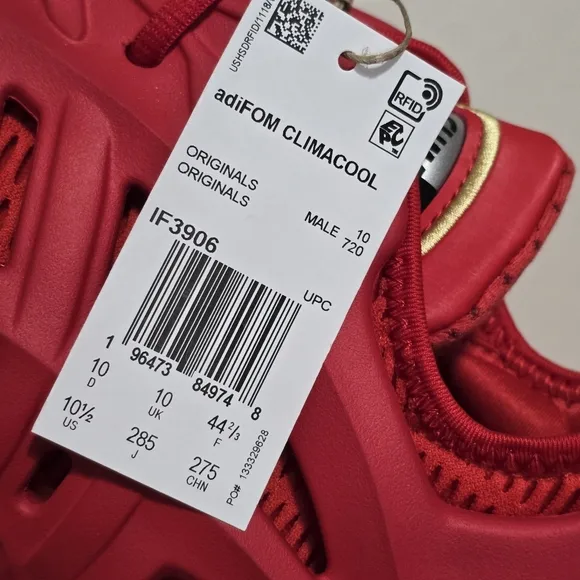 USHSDRFID/1118/
RFID
EPC
adiFOM CLIMACOOL
ORIGINALS
ORIGINALS
MALE 10
720
IF3906
UPC
1 96473 84974 8
10 D
10 UK
44 2/3 F
10½ US
285 J
275 CHN
PO# 133329628